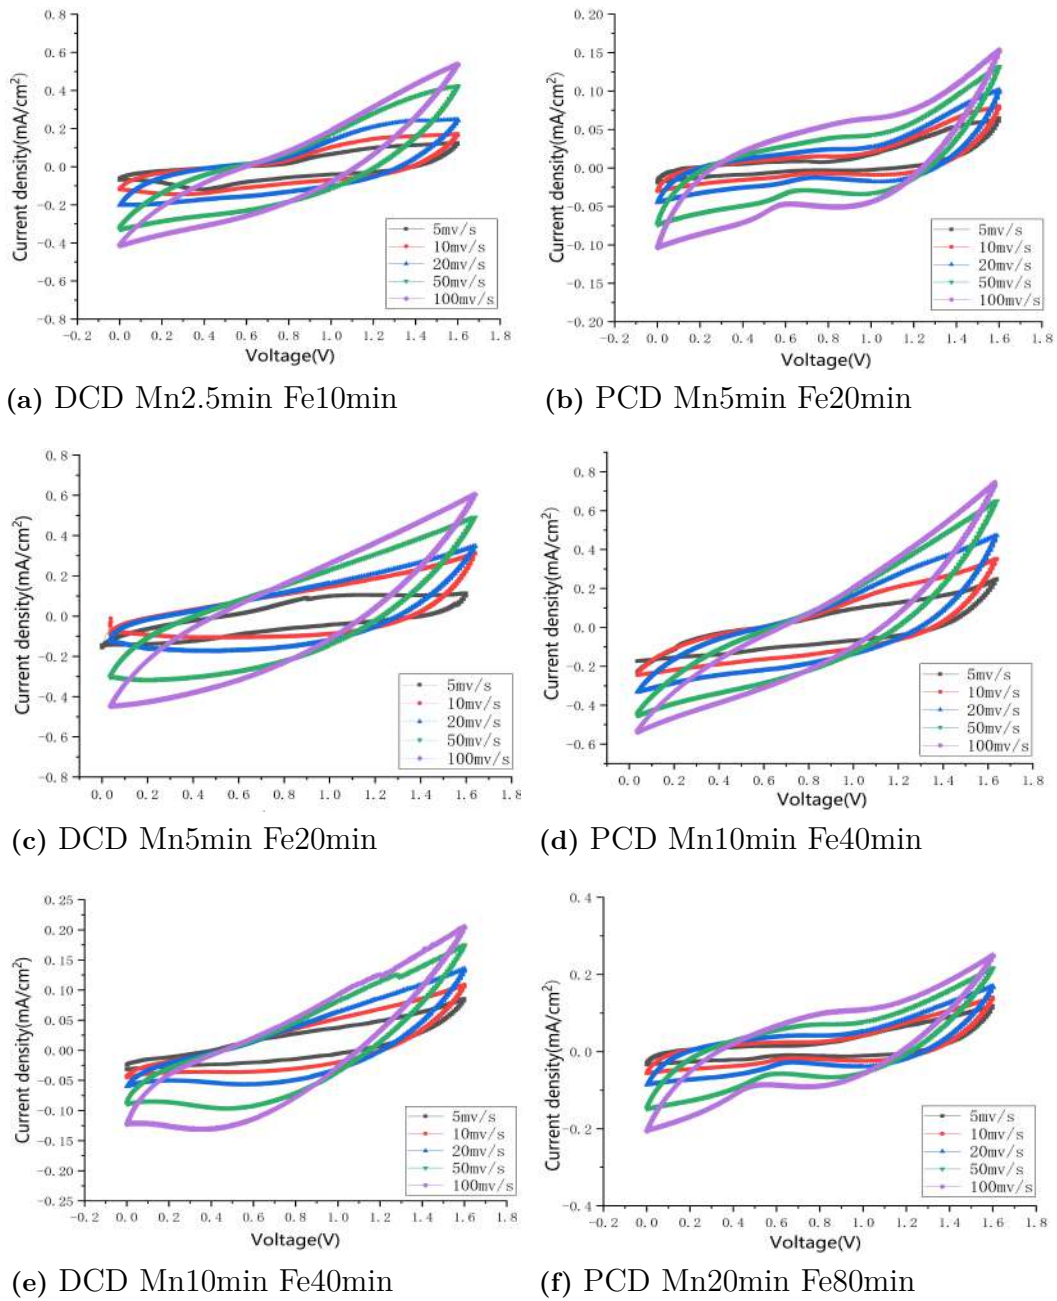 0.8
0.6
0.4
0.2
0.0
-0.2
-0.4
-0.6
-0.8
Current density(mA/cm²)
5mv/s
10mv/s
20mv/s
50mv/s
100mv/s
-0.2 0.0 0.2 0.4 0.6 0.8 1.0 1.2 1.4 1.6 1.8
Voltage(V)
(a) DCD Mn2.5min Fe10min
0.20
0.15
0.10
0.05
0.00
-0.05
-0.10
-0.15
-0.20
Current density(mA/cm²)
5mv/s
10mv/s
20mv/s
50mv/s
100mv/s
-0.2 0.0 0.2 0.4 0.6 0.8 1.0 1.2 1.4 1.6 1.8
Voltage(V)
(b) PCD Mn5min Fe20min
0.8
0.6
0.4
0.2
0.0
-0.2
-0.4
-0.6
-0.8
Current density(mA/cm²)
5mv/s
10mv/s
20mv/s
50mv/s
100mv/s
0.0 0.2 0.4 0.6 0.8 1.0 1.2 1.4 1.6 1.8
(c) DCD Mn5min Fe20min
0.8
0.6
0.4
0.2
0.0
-0.2
-0.4
-0.6
Current density(mA/cm²)
5mv/s
10mv/s
20mv/s
50mv/s
100mv/s
0.0 0.2 0.4 0.6 0.8 1.0 1.2 1.4 1.6 1.8
Voltage(V)
(d) PCD Mn10min Fe40min
0.25
0.20
0.15
0.10
0.05
0.00
-0.05
-0.10
-0.15
-0.20
-0.25
Current density(mA/cm²)
5mv/s
10mv/s
20mv/s
50mv/s
100mv/s
-0.2 0.0 0.2 0.4 0.6 0.8 1.0 1.2 1.4 1.6 1.8
Voltage(V)
(e) DCD Mn10min Fe40min
0.4
0.2
0.0
-0.2
-0.4
Current density(mA/cm²)
5mv/s
10mv/s
20mv/s
50mv/s
100mv/s
-0.2 0.0 0.2 0.4 0.6 0.8 1.0 1.2 1.4 1.6 1.8
Voltage(V)
(f) PCD Mn20min Fe80min